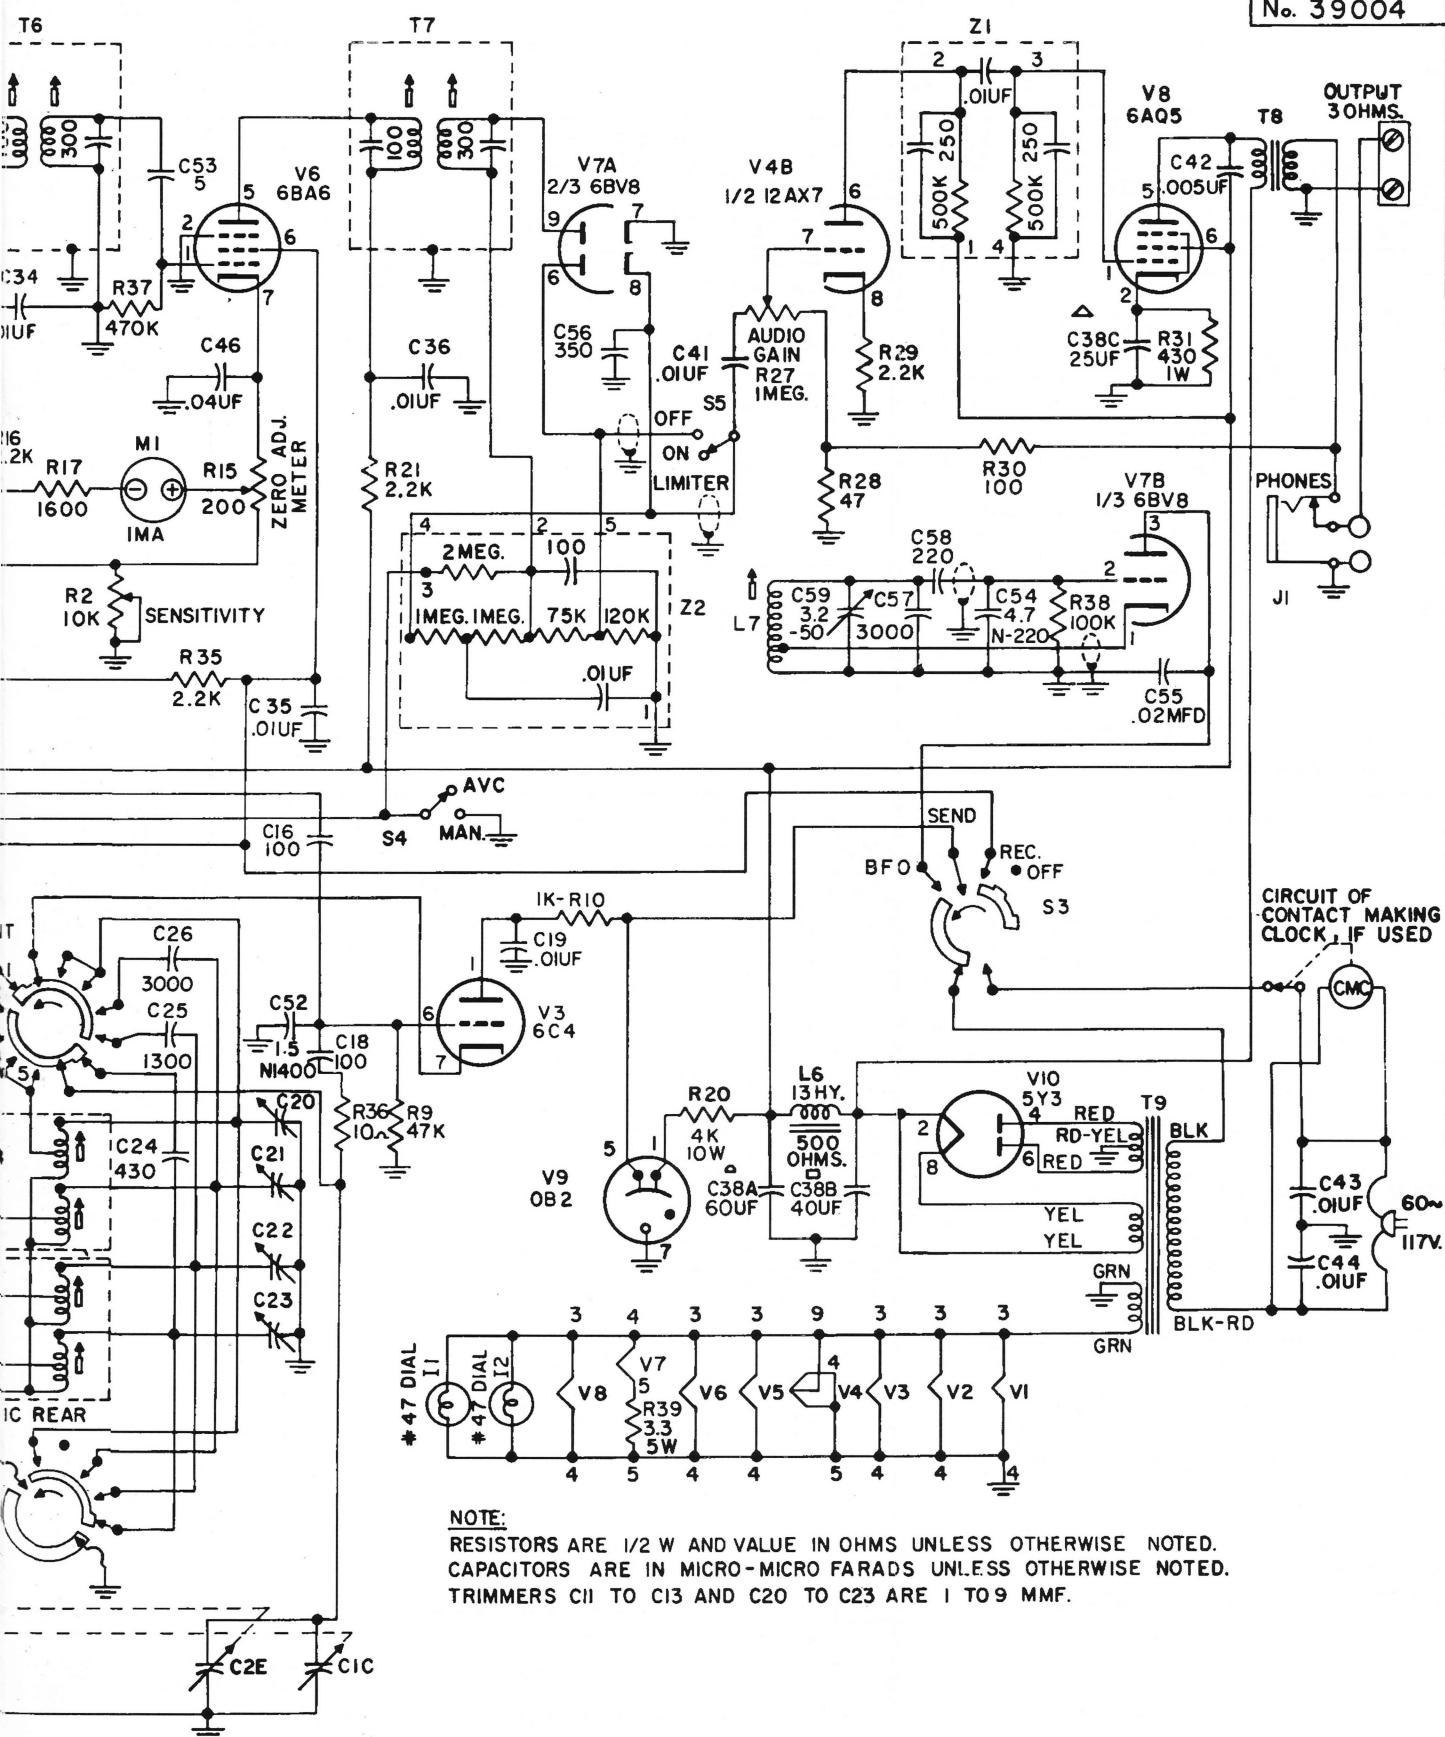 No. 39004
T6
T7
Z1
300
C53
5
V6
6BA6
5
2
1
6
7
C34
R37
470K
C46
.04UF
100
300
C36
.01UF
V7A
2/3 6BV8
9
7
6
8
C56
350
C41
.01UF
S5
OFF
ON
LIMITER
V4B
1/2 12AX7
6
7
8
AUDIO
GAIN
R27
1MEG.
R29
2.2K
2
3
.01UF
500K 250
500K 250
1
4
V8
6AQ5
5
6
1
2
C42
.005UF
T8
OUTPUT
3 OHMS.
△
C38C
25UF
R31
430
1W
R17
1600
M1
1MA
R15
200
ZERO ADJ.
METER
R2
10K
SENSITIVITY
R35
2.2K
C35
.01UF
R21
2.2K
4
2
5
2MEG.
100
3
1MEG.
1MEG.
75K
120K
.01UF
1
Z2
R28
47
R30
100
V7B
1/3 6BV8
3
2
1
PHONES
J1
L7
C59
3.2
-50
C57
3000
C58
220
C54
4.7
N-220
R38
100K
C55
.02MFD
C16
100
S4
AVC
MAN.
SEND
BFO
REC.
OFF
S3
CIRCUIT OF
CONTACT MAKING
CLOCK, IF USED
CMC
C26
3000
C25
1300
5
C52
1.5
N1400
C18
100
1K-R10
C19
.01UF
1
6
7
V3
6C4
R36
10Ω
R9
47K
C20
C21
C22
C23
C24
430
5
1
7
V9
OB2
R20
4K
10W
L6
13HY.
500
OHMS.
C38A
60UF
C38B
40UF
V10
5Y3
2
8
4
6
RED
RD-YEL
RED
YEL
YEL
GRN
GRN
T9
BLK
BLK-RD
C43
.01UF
C44
.01UF
60~
117V.
3 4 3 3 9 3 3 3
#47 DIAL
I1
#47 DIAL
I2
V8
V7
5
R39
3.3
5W
V6
V5
4
V4
V3
V2
V1
4 5 4 4 5 4 4 4
IC REAR
NOTE:
RESISTORS ARE 1/2 W AND VALUE IN OHMS UNLESS OTHERWISE NOTED.
CAPACITORS ARE IN MICRO-MICRO FARADS UNLESS OTHERWISE NOTED.
TRIMMERS C11 TO C13 AND C20 TO C23 ARE 1 TO 9 MMF.
C2E
C1C